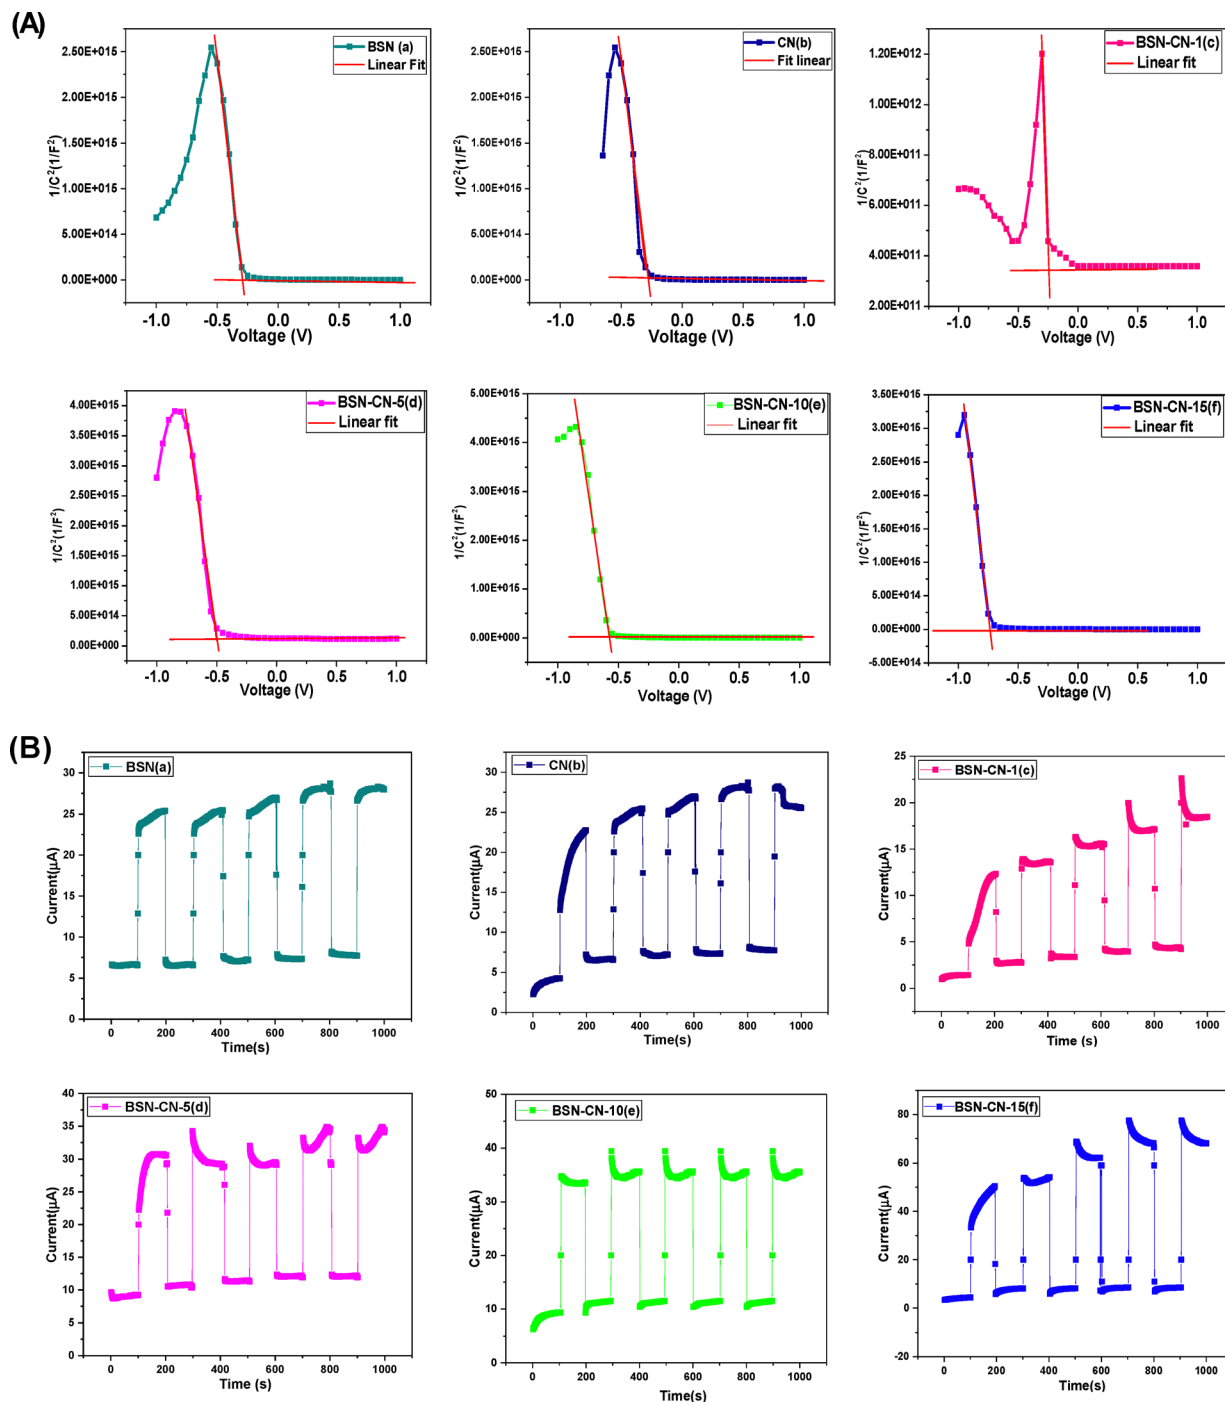 (A)
BSN (a)
Linear Fit
2.50E+015
2.00E+015
1.50E+015
1.00E+015
5.00E+014
0.00E+000
1/C²(1/F²)
-1.0 -0.5 0.0 0.5 1.0
Voltage (V)
CN(b)
Fit linear
2.50E+015
2.00E+015
1.50E+015
1.00E+015
5.00E+014
0.00E+000
1/C²(1/F²)
-1.0 -0.5 0.0 0.5 1.0
Voltage (V)
BSN-CN-1(c)
Linear fit
1.20E+012
1.00E+012
8.00E+011
6.00E+011
4.00E+011
2.00E+011
1/C²(1/F²)
-1.0 -0.5 0.0 0.5 1.0
Voltage (V)
BSN-CN-5(d)
Linear fit
4.00E+015
3.50E+015
3.00E+015
2.50E+015
2.00E+015
1.50E+015
1.00E+015
5.00E+014
0.00E+000
1/C²(1/F²)
-1.0 -0.5 0.0 0.5 1.0
Voltage (V)
BSN-CN-10(e)
Linear fit
5.00E+015
4.00E+015
3.00E+015
2.00E+015
1.00E+015
0.00E+000
1/C²(1/F²)
-1.0 -0.5 0.0 0.5 1.0
Voltage (V)
BSN-CN-15(f)
Linear fit
3.50E+015
3.00E+015
2.50E+015
2.00E+015
1.50E+015
1.00E+015
5.00E+014
0.00E+000
-5.00E+014
1/C²(1/F²)
-1.0 -0.5 0.0 0.5 1.0
Voltage (V)
(B)
BSN(a)
30
25
20
15
10
5
0
Current(µA)
0 200 400 600 800 1000
Time(s)
CN(b)
30
25
20
15
10
5
0
Current(µA)
0 200 400 600 800 1000
Time(s)
BSN-CN-1(c)
25
20
15
10
5
0
Current(µA)
0 200 400 600 800 1000
Time (s)
BSN-CN-5(d)
40
35
30
25
20
15
10
5
0
Current(µA)
0 200 400 600 800 1000
Time (s)
BSN-CN-10(e)
50
40
30
20
10
0
Current(µA)
0 200 400 600 800 1000
Time (s)
BSN-CN-15(f)
80
60
40
20
0
-20
Current(µA)
0 200 400 600 800 1000
Time (s)